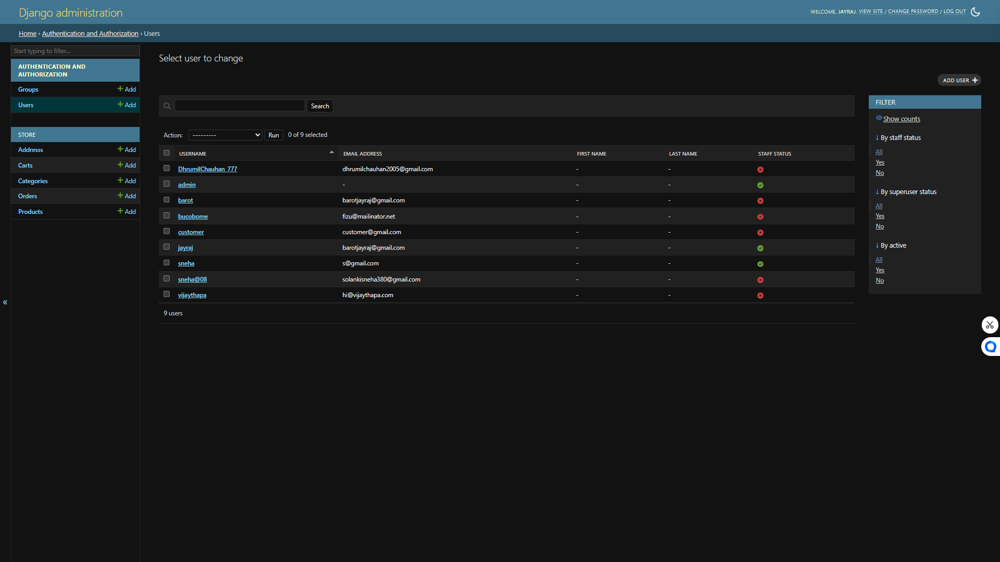 Django administration
WELCOME, JAYRAJ. VIEW SITE / CHANGE PASSWORD / LOG OUT
Home › Authentication and Authorization › Users
Start typing to filter...
AUTHENTICATION AND
AUTHORIZATION
Groups + Add
Users + Add
STORE
Addresss + Add
Carts + Add
Categories + Add
Orders + Add
Products + Add
«
Select user to change
ADD USER +
Search
Action: --------- Run 0 of 9 selected
USERNAME EMAIL ADDRESS FIRST NAME LAST NAME STAFF STATUS
DhrumilChauhan_777 dhrumilchauhan2005@gmail.com - -
admin - - -
barot barotjayraj@gmail.com - -
bucobome fizu@mailinator.net - -
customer customer@gmail.com - -
jayraj barotjayraj@gmail.com - -
sneha s@gmail.com - -
sneha@08 solankisneha380@gmail.com - -
vijaythapa hi@vijaythapa.com - -
9 users
FILTER
Show counts
↓ By staff status
All
Yes
No
↓ By superuser status
All
Yes
No
↓ By active
All
Yes
No